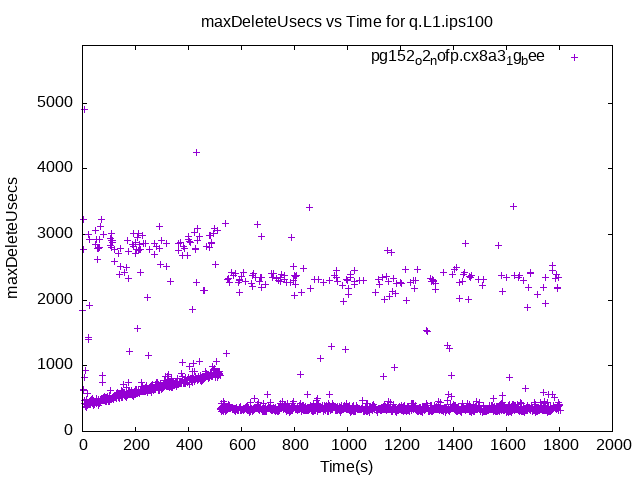 maxDeleteUsecs vs Time for q.L1.ips100
pg152o2nofp.cx8a31gbee
5000
4000
3000
2000
1000
0
maxDeleteUsecs
0 200 400 600 800 1000 1200 1400 1600 1800 2000
Time(s)